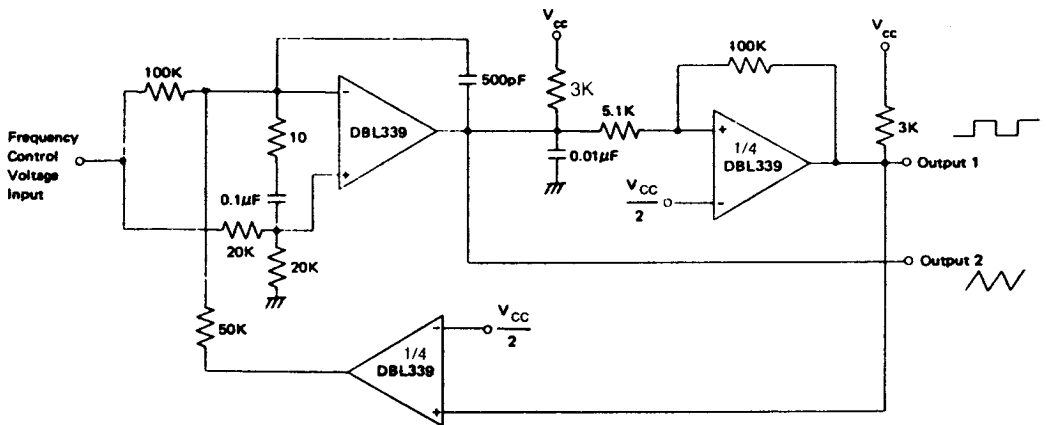 VCC
VCC
100K
100K
500pF
3K
5.1K
3K
DBL339
Frequency
Control
Voltage
Input
10
0.01μF
1/4
DBL339
Output 1
0.1μF
VCC
2
20K
20K
Output 2
50K
VCC
2
1/4
DBL339
-
+
+
-
-
+